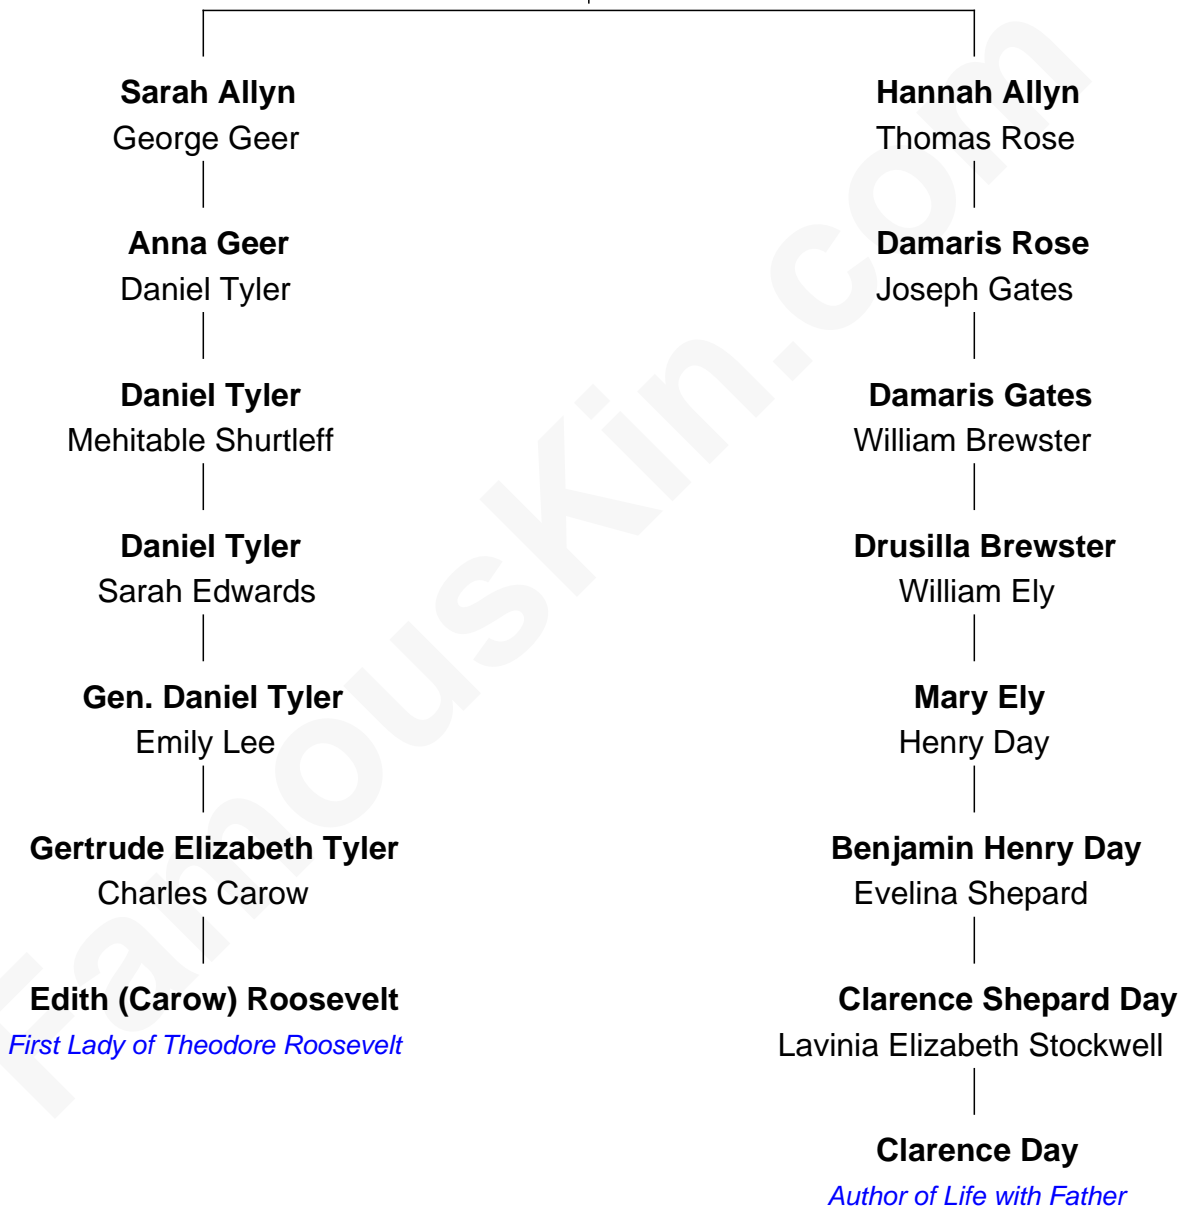 Sarah Allyn
George Geer
Anna Geer
Daniel Tyler
Daniel Tyler
Mehitable Shurtleff
Daniel Tyler
Sarah Edwards
Gen. Daniel Tyler
Emily Lee
Gertrude Elizabeth Tyler
Charles Carow
Edith (Carow) Roosevelt
First Lady of Theodore Roosevelt
Hannah Allyn
Thomas Rose
Damaris Rose
Joseph Gates
Damaris Gates
William Brewster
Drusilla Brewster
William Ely
Mary Ely
Henry Day
Benjamin Henry Day
Evelina Shepard
Clarence Shepard Day
Lavinia Elizabeth Stockwell
Clarence Day
Author of Life with Father
FamousKin.com